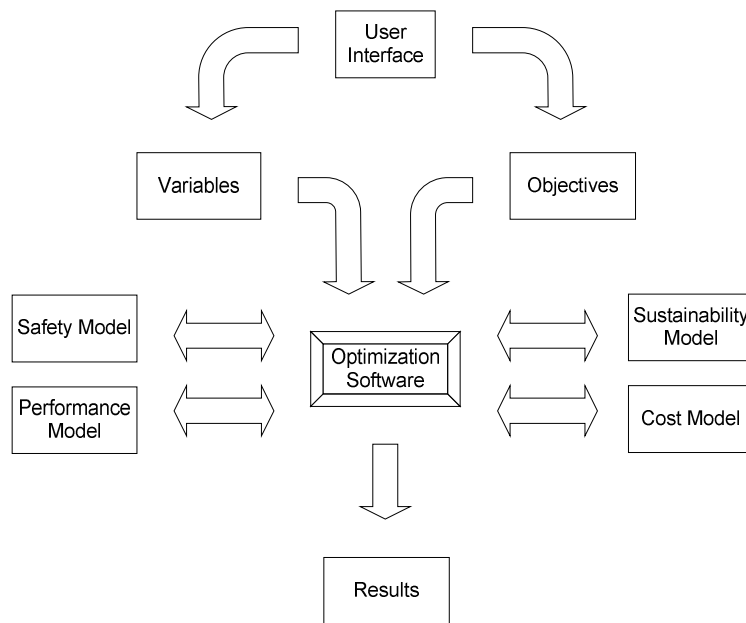 User
Interface
Variables
Objectives
Safety Model
Sustainability
Model
Optimization
Software
Performance
Model
Cost Model
Results